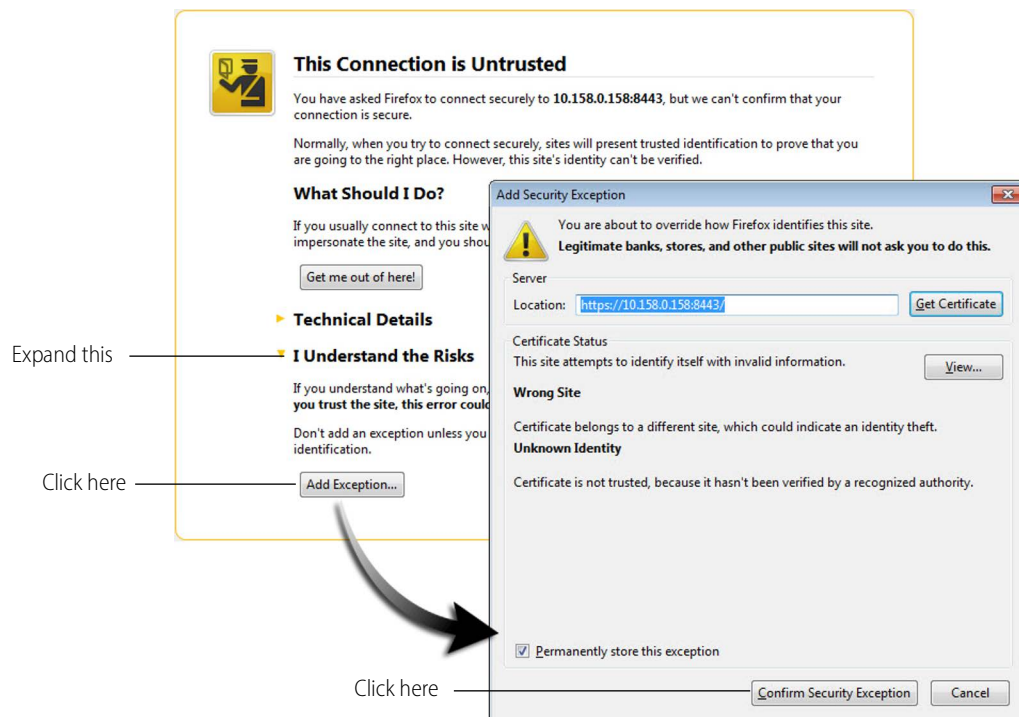 This Connection is Untrusted
You have asked Firefox to connect securely to 10.158.0.158:8443, but we can't confirm that your
connection is secure.
Normally, when you try to connect securely, sites will present trusted identification to prove that you
are going to the right place. However, this site's identity can't be verified.
What Should I Do?
If you usually connect to this site w
impersonate the site, and you shou
Get me out of here!
Technical Details
Expand this
I Understand the Risks
If you understand what's going on,
you trust the site, this error could
Don't add an exception unless you
identification.
Click here
Add Exception...
Add Security Exception
You are about to override how Firefox identifies this site.
Legitimate banks, stores, and other public sites will not ask you to do this.
Server
Location: https://10.158.0.158:8443/ Get Certificate
Certificate Status
This site attempts to identify itself with invalid information.
View...
Wrong Site
Certificate belongs to a different site, which could indicate an identity theft.
Unknown Identity
Certificate is not trusted, because it hasn't been verified by a recognized authority.
Permanently store this exception
Click here
Confirm Security Exception Cancel